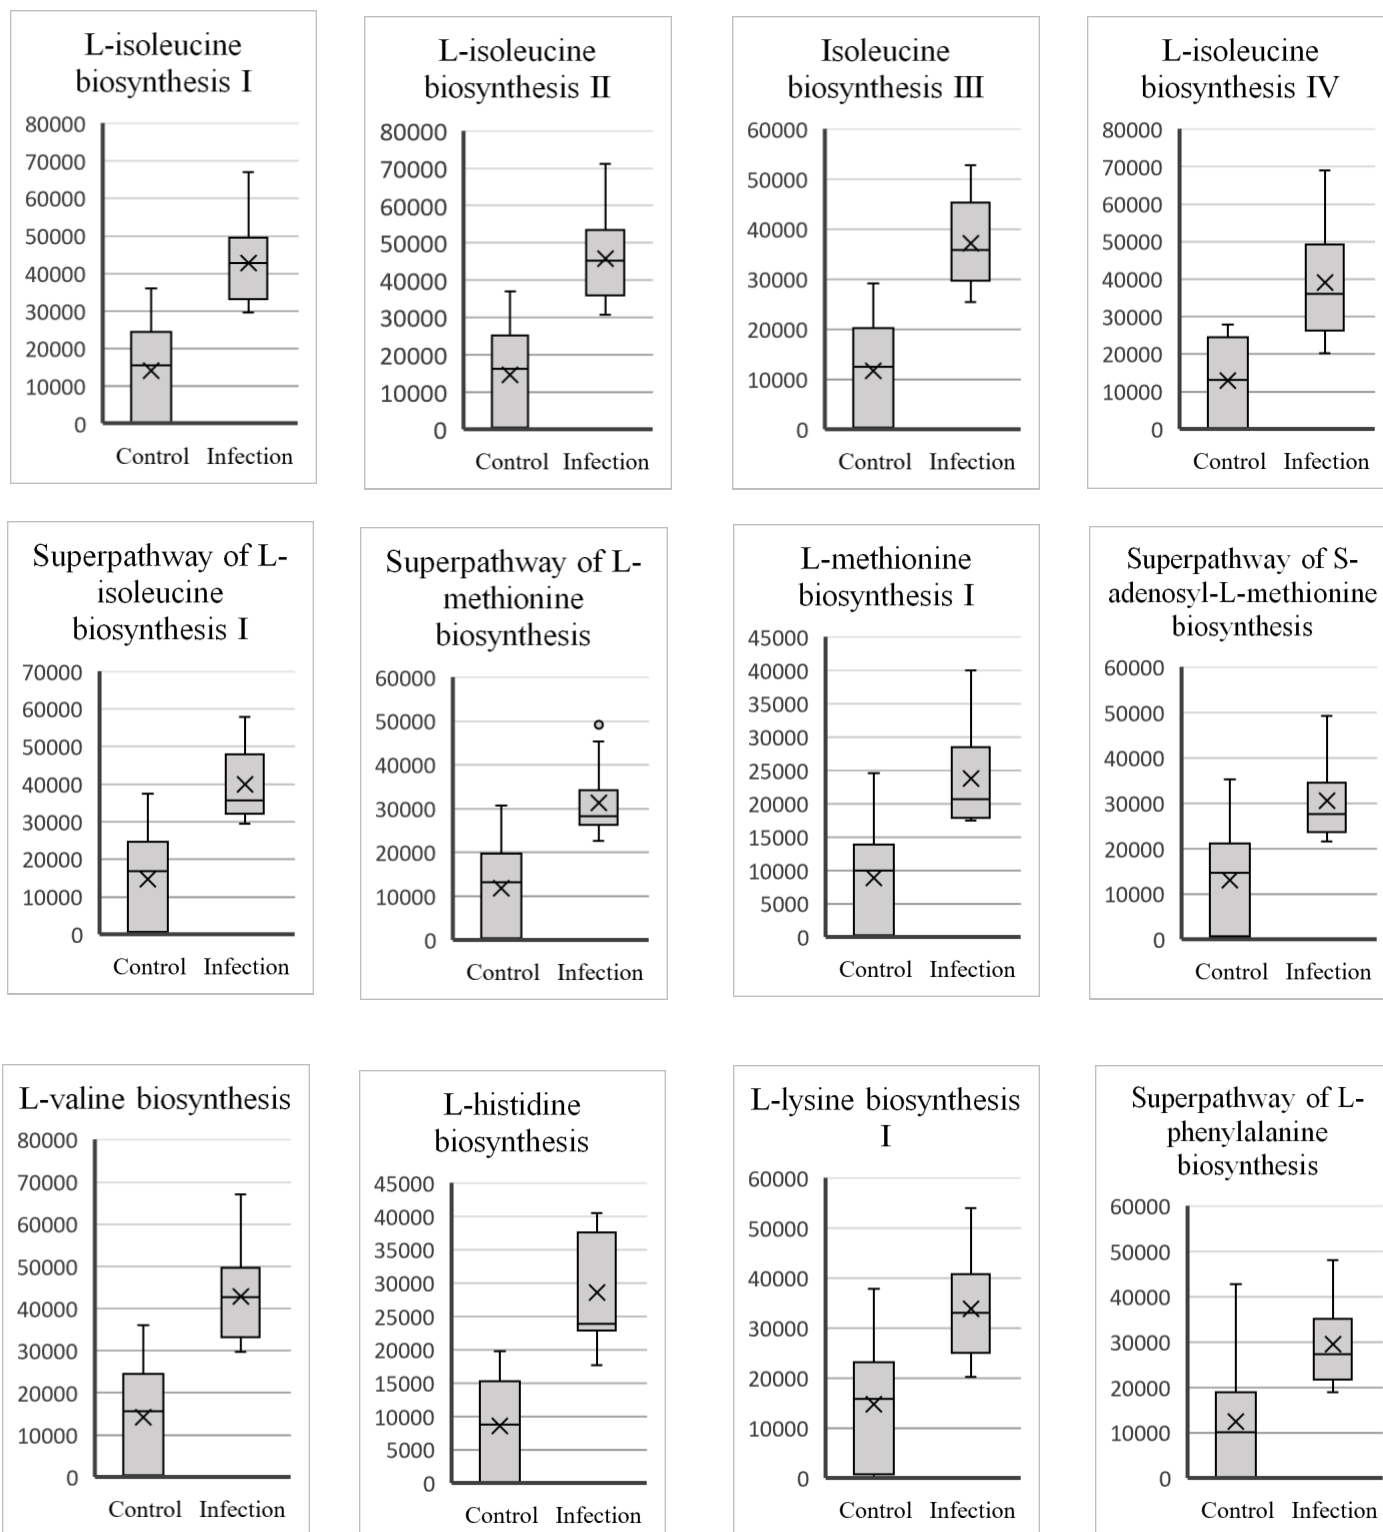 L-isoleucine
biosynthesis I
80000
70000
60000
50000
40000
30000
20000
10000
0
Control Infection
L-isoleucine
biosynthesis II
80000
70000
60000
50000
40000
30000
20000
10000
0
Control Infection
Isoleucine
biosynthesis III
60000
50000
40000
30000
20000
10000
0
Control Infection
L-isoleucine
biosynthesis IV
80000
70000
60000
50000
40000
30000
20000
10000
0
Control Infection
Superpathway of L-
isoleucine
biosynthesis I
70000
60000
50000
40000
30000
20000
10000
0
Control Infection
Superpathway of L-
methionine
biosynthesis
60000
50000
40000
30000
20000
10000
0
Control Infection
L-methionine
biosynthesis I
45000
40000
35000
30000
25000
20000
15000
10000
5000
0
Control Infection
Superpathway of S-
adenosyl-L-methionine
biosynthesis
60000
50000
40000
30000
20000
10000
0
Control Infection
L-valine biosynthesis
80000
70000
60000
50000
40000
30000
20000
10000
0
Control Infection
L-histidine
biosynthesis
45000
40000
35000
30000
25000
20000
15000
10000
5000
0
Control Infection
L-lysine biosynthesis
I
60000
50000
40000
30000
20000
10000
0
Control Infection
Superpathway of L-
phenylalanine
biosynthesis
60000
50000
40000
30000
20000
10000
0
Control Infection